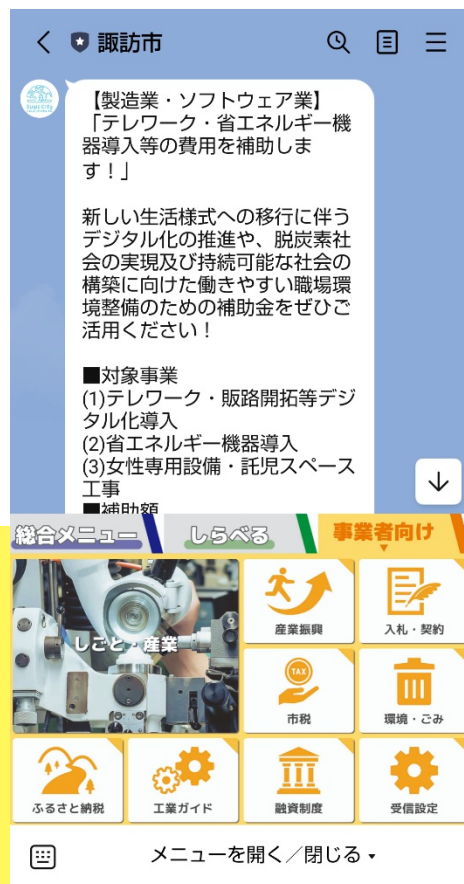 諏訪市
【製造業・ソフトウェア業】
「テレワーク・省エネルギー機
器導入等の費用を補助しま
す！」
新しい生活様式への移行に伴う
デジタル化の推進や、脱炭素社
会の実現及び持続可能な社会の
構築に向けた働きやすい職場環
境整備のための補助金をぜひご
活用ください！
■対象事業
(1)テレワーク・販路開拓等デジ
タル化導入
(2)省エネルギー機器導入
(3)女性専用設備・託児スペース
工事
■補助額
総合メニュー
しらべる
事業者向け
しごと・産業
産業振興
入札・契約
TAX
市税
環境・ごみ
ふるさと納税
工業ガイド
融資制度
受信設定
メニューを開く／閉じる